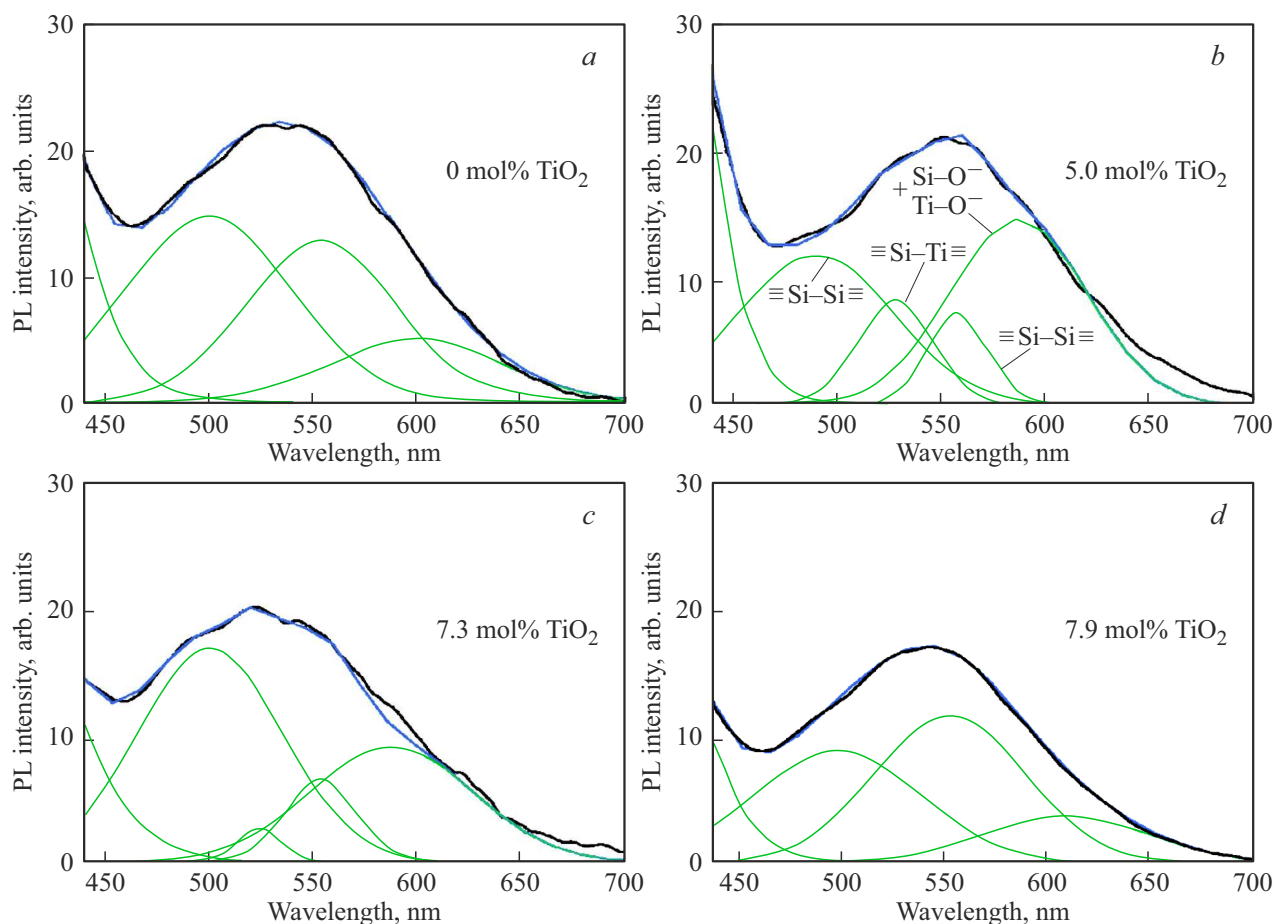 a
30
20
10
0
PL intensity, arb. units
0 mol% TiO₂
450 500 550 600 650 700
Wavelength, nm
b
30
20
10
0
PL intensity, arb. units
5.0 mol% TiO₂
Si–O⁻
+
Ti–O⁻
≡Si–Ti≡
≡Si–Si≡
≡Si–Si≡
450 500 550 600 650 700
Wavelength, nm
c
30
20
10
0
PL intensity, arb. units
7.3 mol% TiO₂
450 500 550 600 650 700
Wavelength, nm
d
30
20
10
0
PL intensity, arb. units
7.9 mol% TiO₂
450 500 550 600 650 700
Wavelength, nm